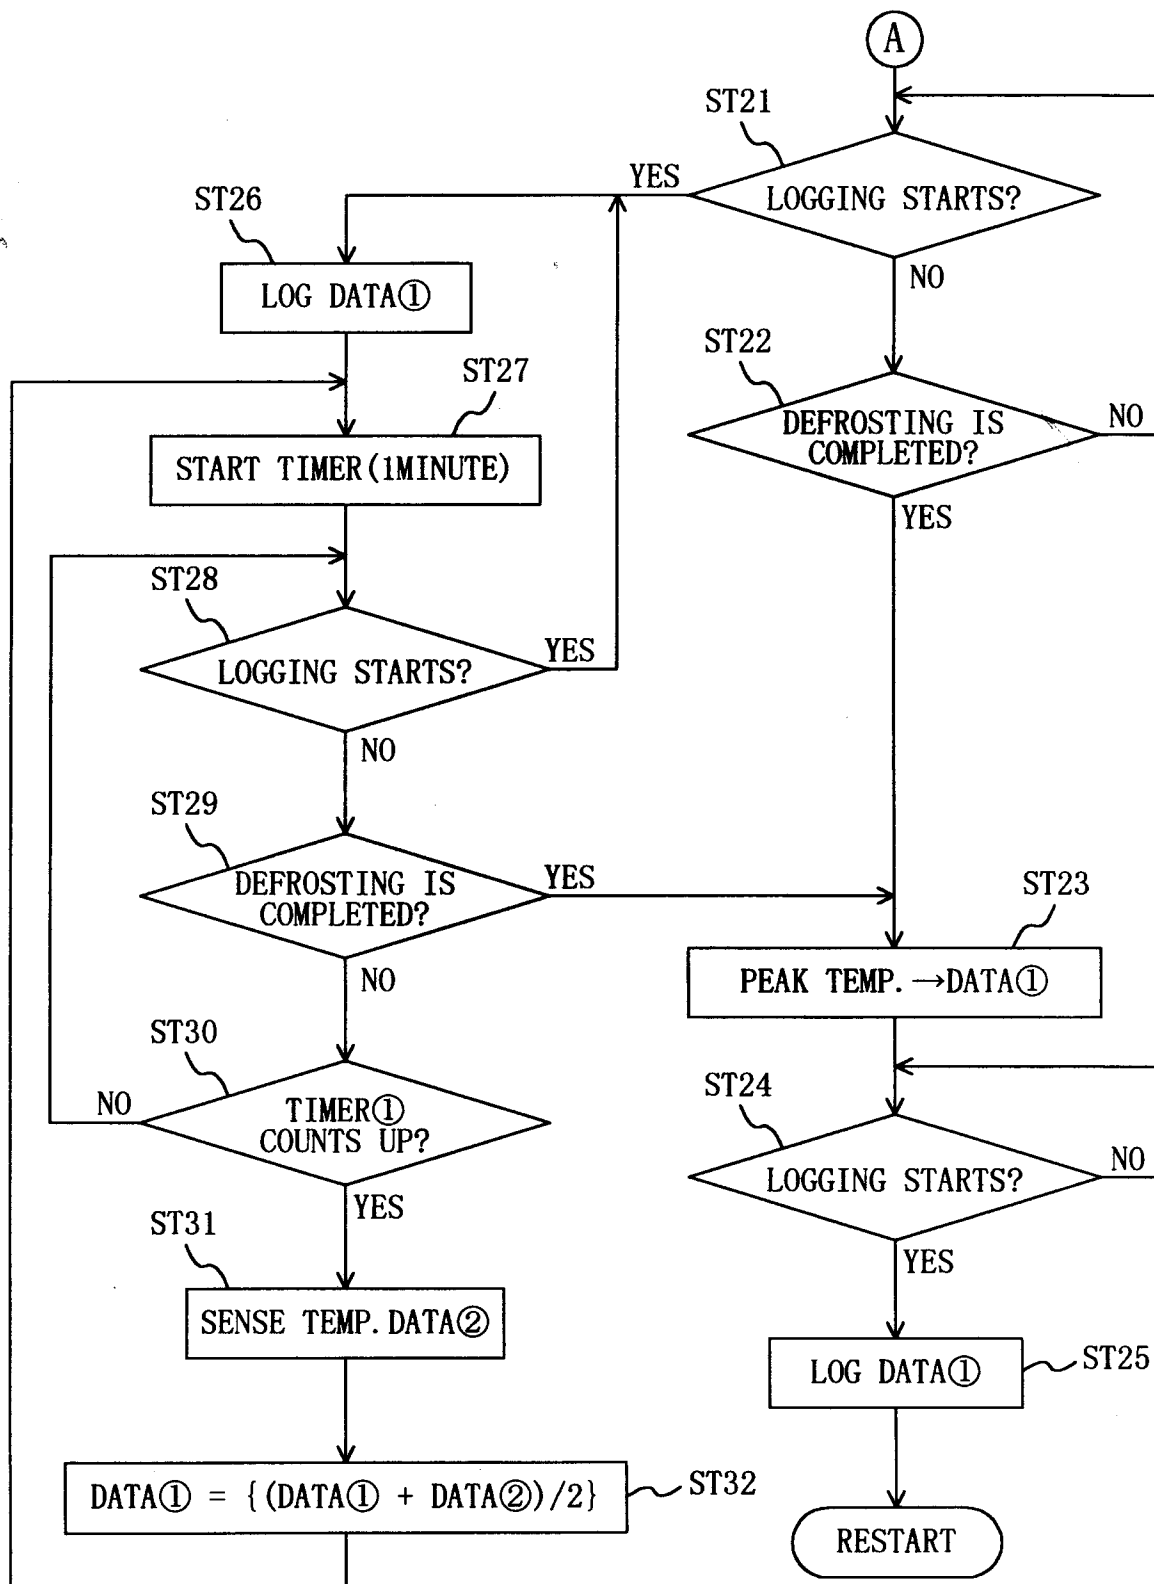 A
ST21
LOGGING STARTS?
YES
NO
ST26
LOG DATA①
ST22
DEFROSTING IS
COMPLETED?
NO
YES
ST27
START TIMER(1MINUTE)
ST28
LOGGING STARTS?
YES
NO
ST29
DEFROSTING IS
COMPLETED?
YES
NO
ST23
PEAK TEMP.→DATA①
ST30
TIMER①
COUNTS UP?
NO
YES
ST24
LOGGING STARTS?
NO
YES
ST31
SENSE TEMP.DATA②
LOG DATA①
ST25
ST32
DATA① = {(DATA① + DATA②)/2}
RESTART